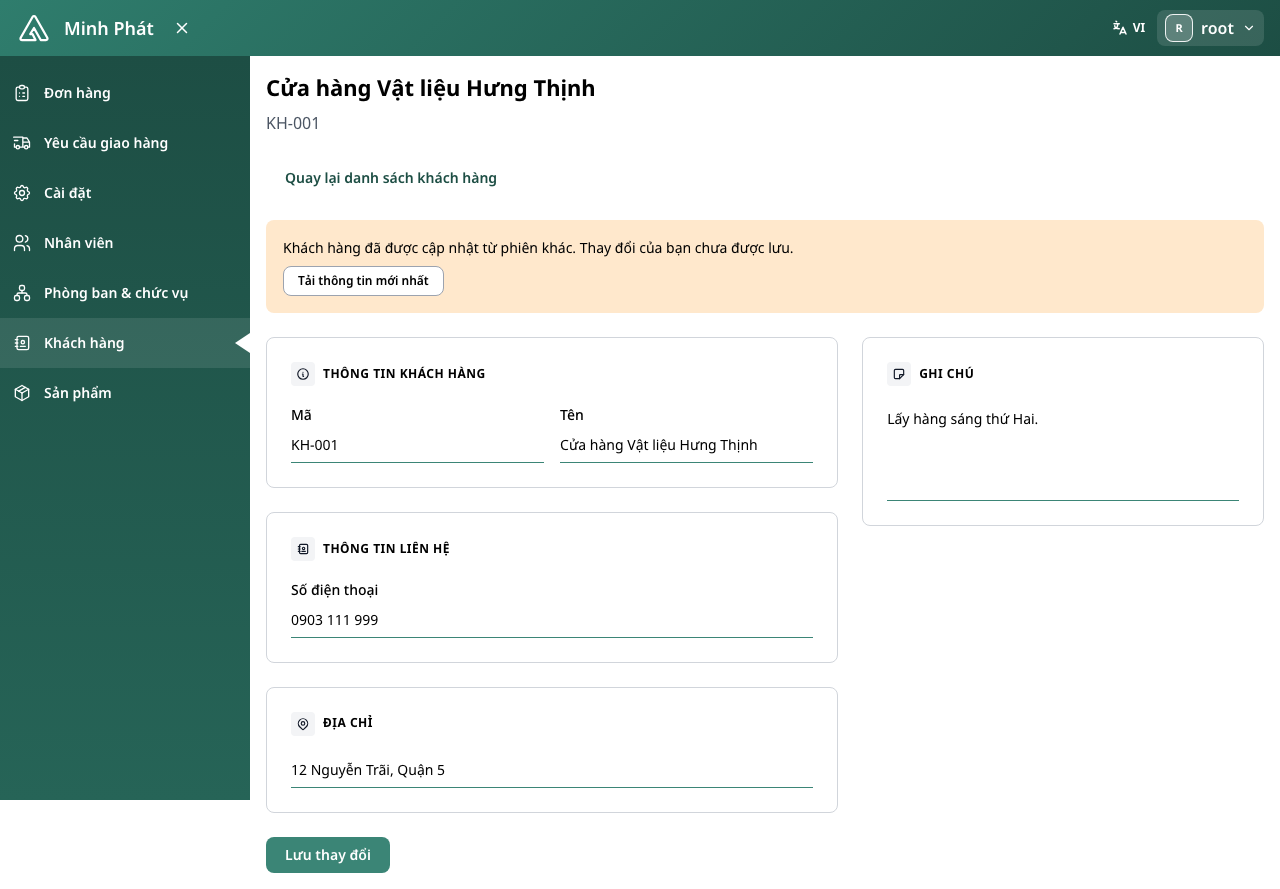 Minh Phát
VI
R
root
Đơn hàng
Yêu cầu giao hàng
Cài đặt
Nhân viên
Phòng ban & chức vụ
Khách hàng
Sản phẩm
Cửa hàng Vật liệu Hưng Thịnh
KH-001
Quay lại danh sách khách hàng
Khách hàng đã được cập nhật từ phiên khác. Thay đổi của bạn chưa được lưu.
Tải thông tin mới nhất
THÔNG TIN KHÁCH HÀNG
Mã
KH-001
Tên
Cửa hàng Vật liệu Hưng Thịnh
THÔNG TIN LIÊN HỆ
Số điện thoại
0903 111 999
ĐỊA CHỈ
12 Nguyễn Trãi, Quận 5
GHI CHÚ
Lấy hàng sáng thứ Hai.
Lưu thay đổi